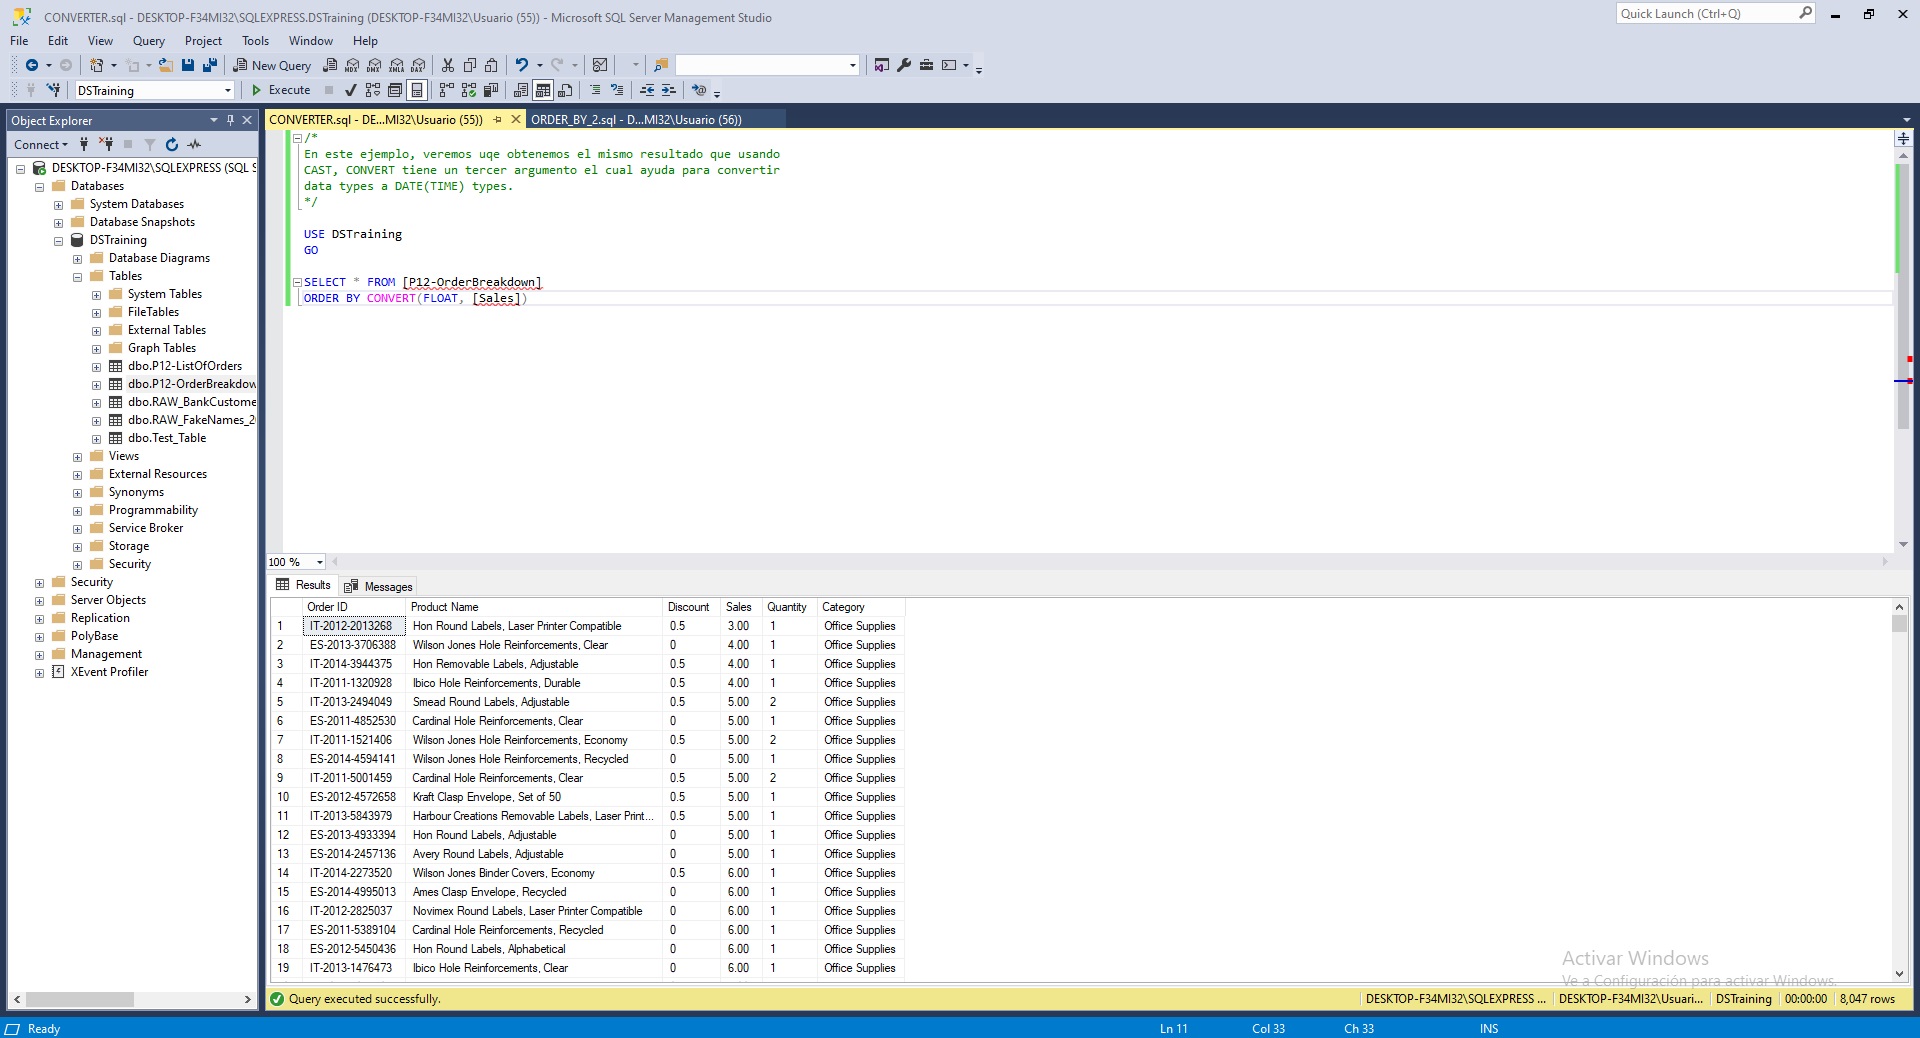 CONVERTER.sql - DESKTOP-F34MI32\SQLEXPRESS.DSTraining (DESKTOP-F34MI32\Usuario (55)) - Microsoft SQL Server Management Studio
Quick Launch (Ctrl+Q)
File Edit View Query Project Tools Window Help
New Query MDX DMX XMLA DAX
DSTraining Execute
Object Explorer
CONVERTER.sql - DE...MI32\Usuario (55)) ORDER_BY_2.sql - D...MI32\Usuario (56))
Connect
DESKTOP-F34MI32\SQLEXPRESS (SQL S
Databases
System Databases
Database Snapshots
DSTraining
Database Diagrams
Tables
System Tables
FileTables
External Tables
Graph Tables
dbo.P12-ListOfOrders
dbo.P12-OrderBreakdow
dbo.RAW_BankCustome
dbo.RAW_FakeNames_2
dbo.Test_Table
Views
External Resources
Synonyms
Programmability
Service Broker
Storage
Security
Security
Server Objects
Replication
PolyBase
Management
XEvent Profiler
/*
En este ejemplo, veremos uqe obtenemos el mismo resultado que usando
CAST, CONVERT tiene un tercer argumento el cual ayuda para convertir
data types a DATE(TIME) types.
*/
USE DSTraining
GO
SELECT * FROM [P12-OrderBreakdown]
ORDER BY CONVERT(FLOAT, [Sales])
100 %
Results Messages
Order ID Product Name Discount Sales Quantity Category
1 IT-2012-2013268 Hon Round Labels, Laser Printer Compatible 0.5 3.00 1 Office Supplies
2 ES-2013-3706388 Wilson Jones Hole Reinforcements, Clear 0 4.00 1 Office Supplies
3 IT-2014-3944375 Hon Removable Labels, Adjustable 0.5 4.00 1 Office Supplies
4 IT-2011-1320928 Ibico Hole Reinforcements, Durable 0.5 4.00 1 Office Supplies
5 IT-2013-2494049 Smead Round Labels, Adjustable 0.5 5.00 2 Office Supplies
6 ES-2011-4852530 Cardinal Hole Reinforcements, Clear 0 5.00 1 Office Supplies
7 IT-2011-1521406 Wilson Jones Hole Reinforcements, Economy 0.5 5.00 2 Office Supplies
8 ES-2014-4594141 Wilson Jones Hole Reinforcements, Recycled 0 5.00 1 Office Supplies
9 IT-2011-5001459 Cardinal Hole Reinforcements, Clear 0.5 5.00 2 Office Supplies
10 ES-2012-4572658 Kraft Clasp Envelope, Set of 50 0.5 5.00 1 Office Supplies
11 IT-2013-5843979 Harbour Creations Removable Labels, Laser Print... 0.5 5.00 1 Office Supplies
12 ES-2013-4933394 Hon Round Labels, Adjustable 0 5.00 1 Office Supplies
13 ES-2014-2457136 Avery Round Labels, Adjustable 0 5.00 1 Office Supplies
14 IT-2014-2273520 Wilson Jones Binder Covers, Economy 0.5 6.00 1 Office Supplies
15 ES-2014-4995013 Ames Clasp Envelope, Recycled 0 6.00 1 Office Supplies
16 IT-2012-2825037 Novimex Round Labels, Laser Printer Compatible 0 6.00 1 Office Supplies
17 ES-2011-5389104 Cardinal Hole Reinforcements, Recycled 0 6.00 1 Office Supplies
18 ES-2012-5450436 Hon Round Labels, Alphabetical 0 6.00 1 Office Supplies
19 IT-2013-1476473 Ibico Hole Reinforcements, Clear 0 6.00 1 Office Supplies
Activar Windows
Ve a Configuración para activar Windows.
Query executed successfully. DESKTOP-F34MI32\SQLEXPRESS ... DESKTOP-F34MI32\Usuari... DSTraining 00:00:00 8,047 rows
Ready Ln 11 Col 33 Ch 33 INS